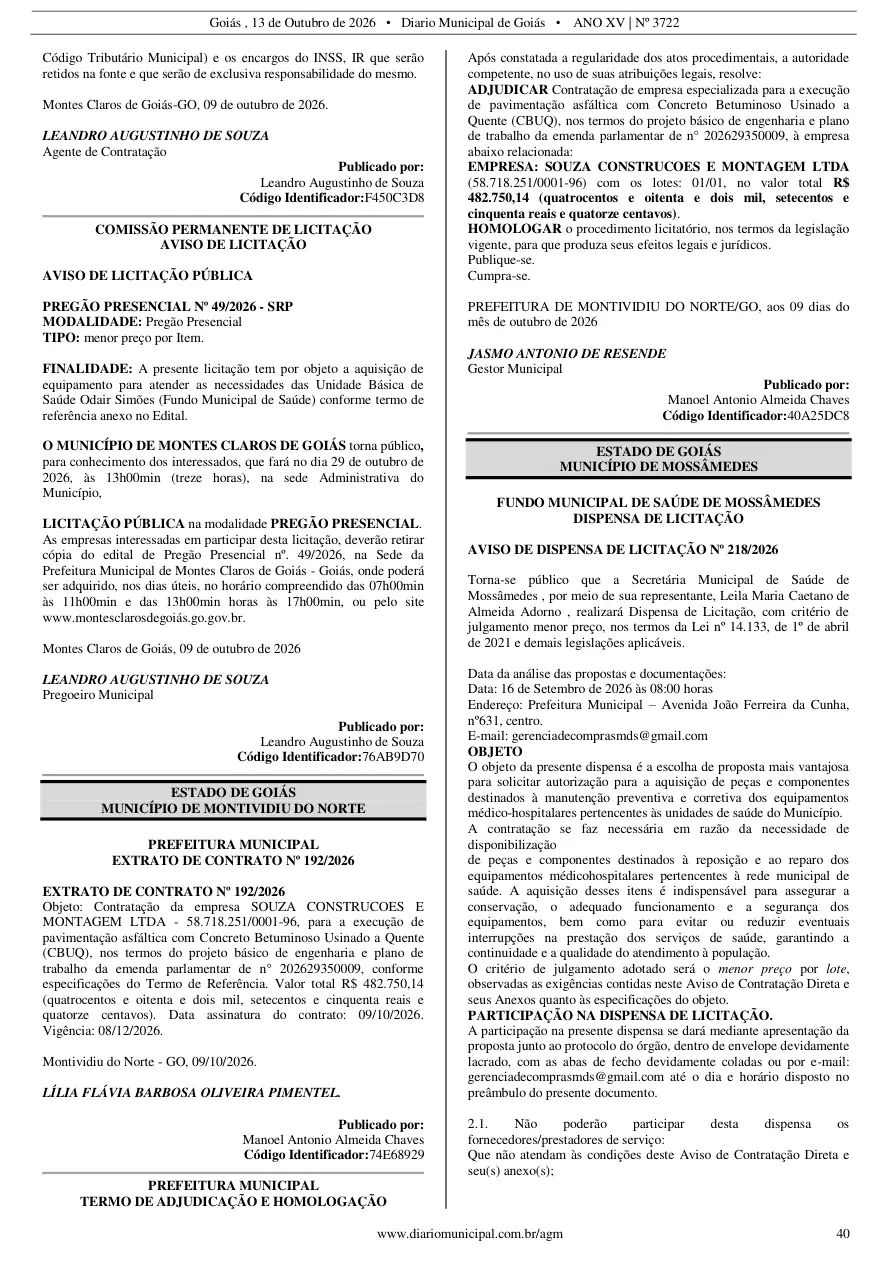 Goiás , 13 de Outubro de 2026 • Diario Municipal de Goiás • ANO XV | Nº 3722
Código Tributário Municipal) e os encargos do INSS, IR que serão
retidos na fonte e que serão de exclusiva responsabilidade do mesmo.
Montes Claros de Goiás-GO, 09 de outubro de 2026.
LEANDRO AUGUSTINHO DE SOUZA
Agente de Contratação
Publicado por:
Leandro Augustinho de Souza
Código Identificador:F450C3D8
COMISSÃO PERMANENTE DE LICITAÇÃO
AVISO DE LICITAÇÃO
AVISO DE LICITAÇÃO PÚBLICA
PREGÃO PRESENCIAL Nº 49/2026 - SRP
MODALIDADE: Pregão Presencial
TIPO: menor preço por Item.
FINALIDADE: A presente licitação tem por objeto a aquisição de
equipamento para atender as necessidades das Unidade Básica de
Saúde Odair Simões (Fundo Municipal de Saúde) conforme termo de
referência anexo no Edital.
O MUNICÍPIO DE MONTES CLAROS DE GOIÁS torna público,
para conhecimento dos interessados, que fará no dia 29 de outubro de
2026, às 13h00min (treze horas), na sede Administrativa do
Município,
LICITAÇÃO PÚBLICA na modalidade PREGÃO PRESENCIAL.
As empresas interessadas em participar desta licitação, deverão retirar
cópia do edital de Pregão Presencial nº. 49/2026, na Sede da
Prefeitura Municipal de Montes Claros de Goiás - Goiás, onde poderá
ser adquirido, nos dias úteis, no horário compreendido das 07h00min
às 11h00min e das 13h00min horas às 17h00min, ou pelo site
www.montesclarosdegoiás.go.gov.br.
Montes Claros de Goiás, 09 de outubro de 2026
LEANDRO AUGUSTINHO DE SOUZA
Pregoeiro Municipal
Publicado por:
Leandro Augustinho de Souza
Código Identificador:76AB9D70
ESTADO DE GOIÁS
MUNICÍPIO DE MONTIVIDIU DO NORTE
PREFEITURA MUNICIPAL
EXTRATO DE CONTRATO Nº 192/2026
EXTRATO DE CONTRATO Nº 192/2026
Objeto: Contratação da empresa SOUZA CONSTRUCOES E
MONTAGEM LTDA - 58.718.251/0001-96, para a execução de
pavimentação asfáltica com Concreto Betuminoso Usinado a Quente
(CBUQ), nos termos do projeto básico de engenharia e plano de
trabalho da emenda parlamentar de n° 202629350009, conforme
especificações do Termo de Referência. Valor total R$ 482.750,14
(quatrocentos e oitenta e dois mil, setecentos e cinquenta reais e
quatorze centavos). Data assinatura do contrato: 09/10/2026.
Vigência: 08/12/2026.
Montividiu do Norte - GO, 09/10/2026.
LÍLIA FLÁVIA BARBOSA OLIVEIRA PIMENTEL.
Publicado por:
Manoel Antonio Almeida Chaves
Código Identificador:74E68929
PREFEITURA MUNICIPAL
TERMO DE ADJUDICAÇÃO E HOMOLOGAÇÃO
Após constatada a regularidade dos atos procedimentais, a autoridade
competente, no uso de suas atribuições legais, resolve:
ADJUDICAR Contratação de empresa especializada para a execução
de pavimentação asfáltica com Concreto Betuminoso Usinado a
Quente (CBUQ), nos termos do projeto básico de engenharia e plano
de trabalho da emenda parlamentar de n° 202629350009, à empresa
abaixo relacionada:
EMPRESA: SOUZA CONSTRUCOES E MONTAGEM LTDA
(58.718.251/0001-96) com os lotes: 01/01, no valor total R$
482.750,14 (quatrocentos e oitenta e dois mil, setecentos e
cinquenta reais e quatorze centavos).
HOMOLOGAR o procedimento licitatório, nos termos da legislação
vigente, para que produza seus efeitos legais e jurídicos.
Publique-se.
Cumpra-se.
PREFEITURA DE MONTIVIDIU DO NORTE/GO, aos 09 dias do
mês de outubro de 2026
JASMO ANTONIO DE RESENDE
Gestor Municipal
Publicado por:
Manoel Antonio Almeida Chaves
Código Identificador:40A25DC8
ESTADO DE GOIÁS
MUNICÍPIO DE MOSSÂMEDES
FUNDO MUNICIPAL DE SAÚDE DE MOSSÂMEDES
DISPENSA DE LICITAÇÃO
AVISO DE DISPENSA DE LICITAÇÃO Nº 218/2026
Torna-se público que a Secretária Municipal de Saúde de
Mossâmedes , por meio de sua representante, Leila Maria Caetano de
Almeida Adorno , realizará Dispensa de Licitação, com critério de
julgamento menor preço, nos termos da Lei nº 14.133, de 1º de abril
de 2021 e demais legislações aplicáveis.
Data da análise das propostas e documentações:
Data: 16 de Setembro de 2026 às 08:00 horas
Endereço: Prefeitura Municipal – Avenida João Ferreira da Cunha,
nº631, centro.
E-mail: gerenciadecomprasmds@gmail.com
OBJETO
O objeto da presente dispensa é a escolha de proposta mais vantajosa
para solicitar autorização para a aquisição de peças e componentes
destinados à manutenção preventiva e corretiva dos equipamentos
médico-hospitalares pertencentes às unidades de saúde do Município.
A contratação se faz necessária em razão da necessidade de
disponibilização
de peças e componentes destinados à reposição e ao reparo dos
equipamentos médicohospitalares pertencentes à rede municipal de
saúde. A aquisição desses itens é indispensável para assegurar a
conservação, o adequado funcionamento e a segurança dos
equipamentos, bem como para evitar ou reduzir eventuais
interrupções na prestação dos serviços de saúde, garantindo a
continuidade e a qualidade do atendimento à população.
O critério de julgamento adotado será o menor preço por lote,
observadas as exigências contidas neste Aviso de Contratação Direta e
seus Anexos quanto às especificações do objeto.
PARTICIPAÇÃO NA DISPENSA DE LICITAÇÃO.
A participação na presente dispensa se dará mediante apresentação da
proposta junto ao protocolo do órgão, dentro de envelope devidamente
lacrado, com as abas de fecho devidamente coladas ou por e-mail:
gerenciadecomprasmds@gmail.com até o dia e horário disposto no
preâmbulo do presente documento.
2.1. Não poderão participar desta dispensa os
fornecedores/prestadores de serviço:
Que não atendam às condições deste Aviso de Contratação Direta e
seu(s) anexo(s);
www.diariomunicipal.com.br/agm 40